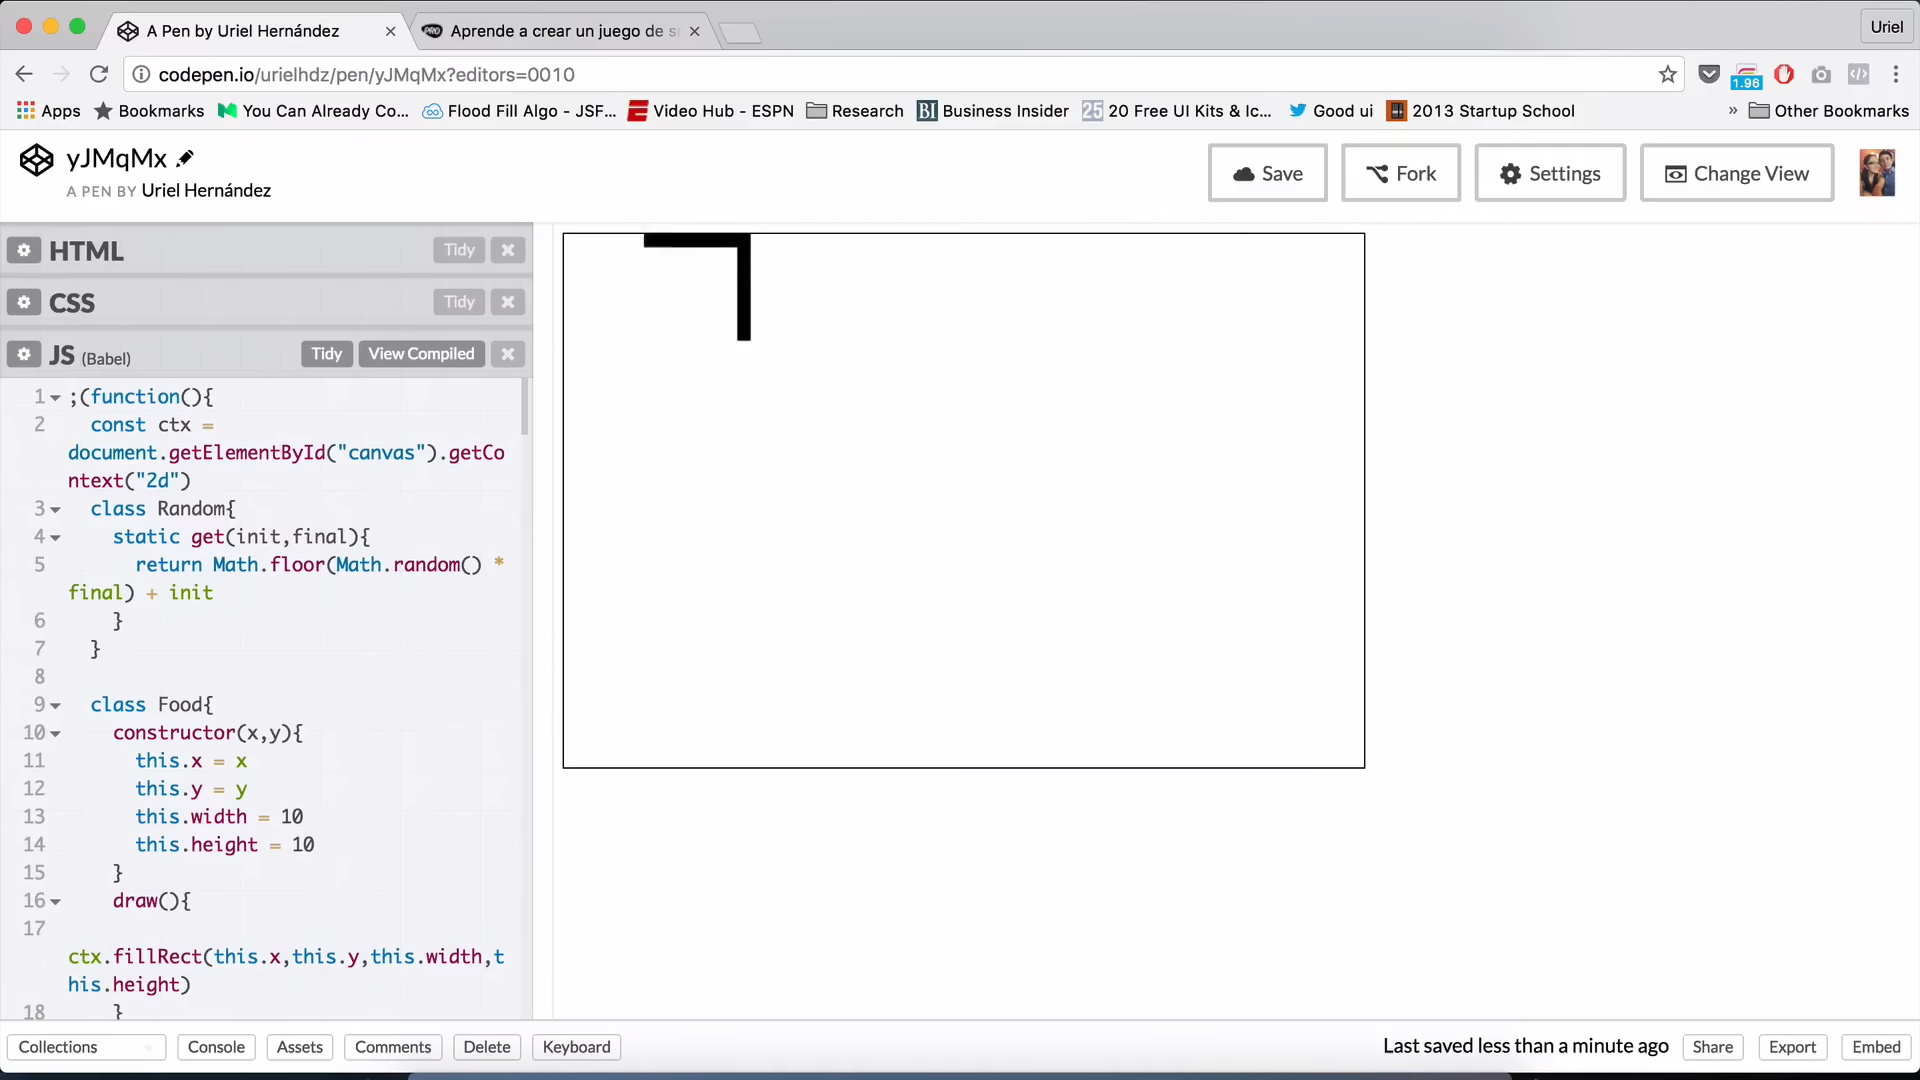 A Pen by Uriel Hernández
PRO Aprende a crear un juego de
Uriel
codepen.io/urielhdz/pen/yJMqMx?editors=0010
1.96
Apps Bookmarks You Can Already Co... Flood Fill Algo - JSF... Video Hub - ESPN Research BI Business Insider 25 20 Free UI Kits & Ic... Good ui 2013 Startup School » Other Bookmarks
yJMqMx
A PEN BY Uriel Hernández
Save Fork Settings Change View
HTML Tidy
CSS Tidy
JS (Babel) Tidy View Compiled
1 ;(function(){
2 const ctx =
document.getElementById("canvas").getCo
ntext("2d")
3 class Random{
4 static get(init,final){
5 return Math.floor(Math.random() *
final) + init
6 }
7 }
8
9 class Food{
10 constructor(x,y){
11 this.x = x
12 this.y = y
13 this.width = 10
14 this.height = 10
15 }
16 draw(){
17
ctx.fillRect(this.x,this.y,this.width,t
his.height)
18 }
Collections Console Assets Comments Delete Keyboard Last saved less than a minute ago Share Export Embed